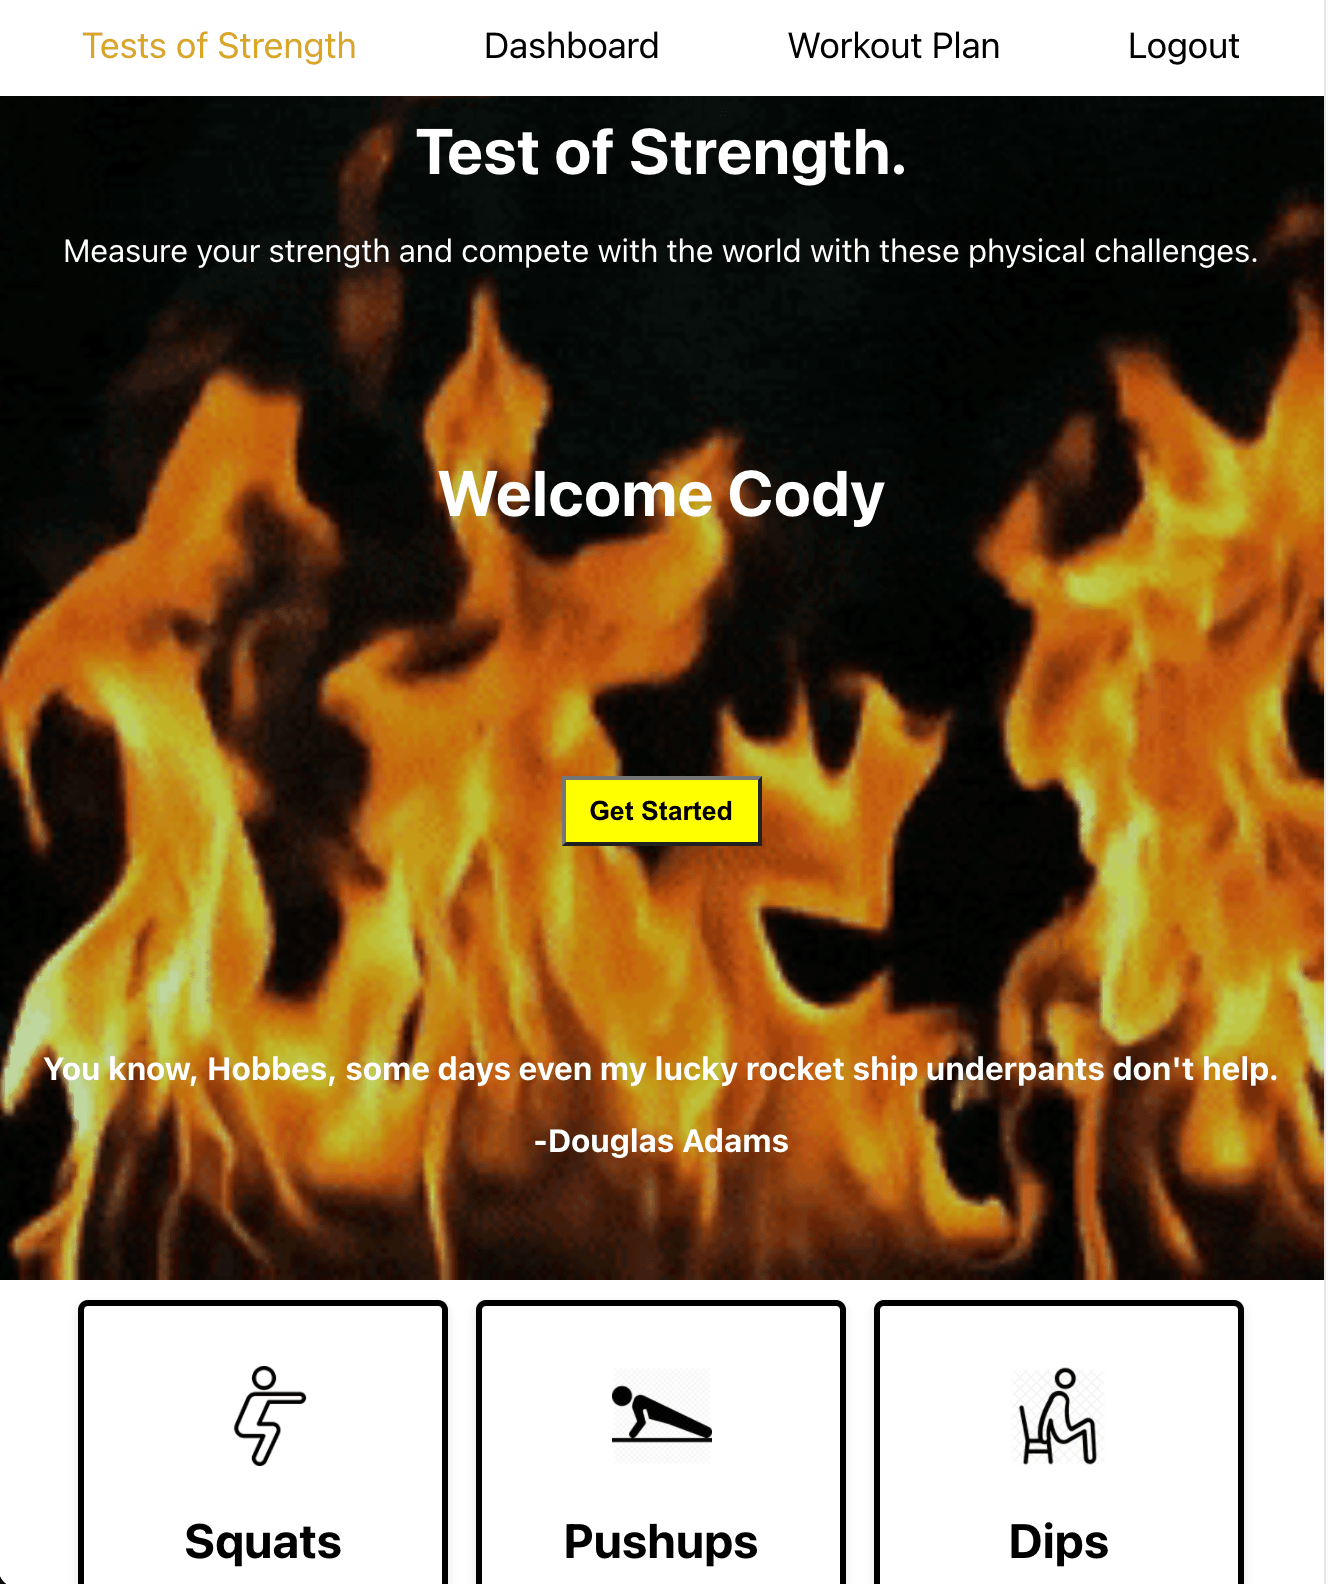 Tests of Strength Dashboard Workout Plan Logout
Test of Strength.
Measure your strength and compete with the world with these physical challenges.
Welcome Cody
Get Started
You know, Hobbes, some days even my lucky rocket ship underpants don't help.
-Douglas Adams
Squats Pushups Dips